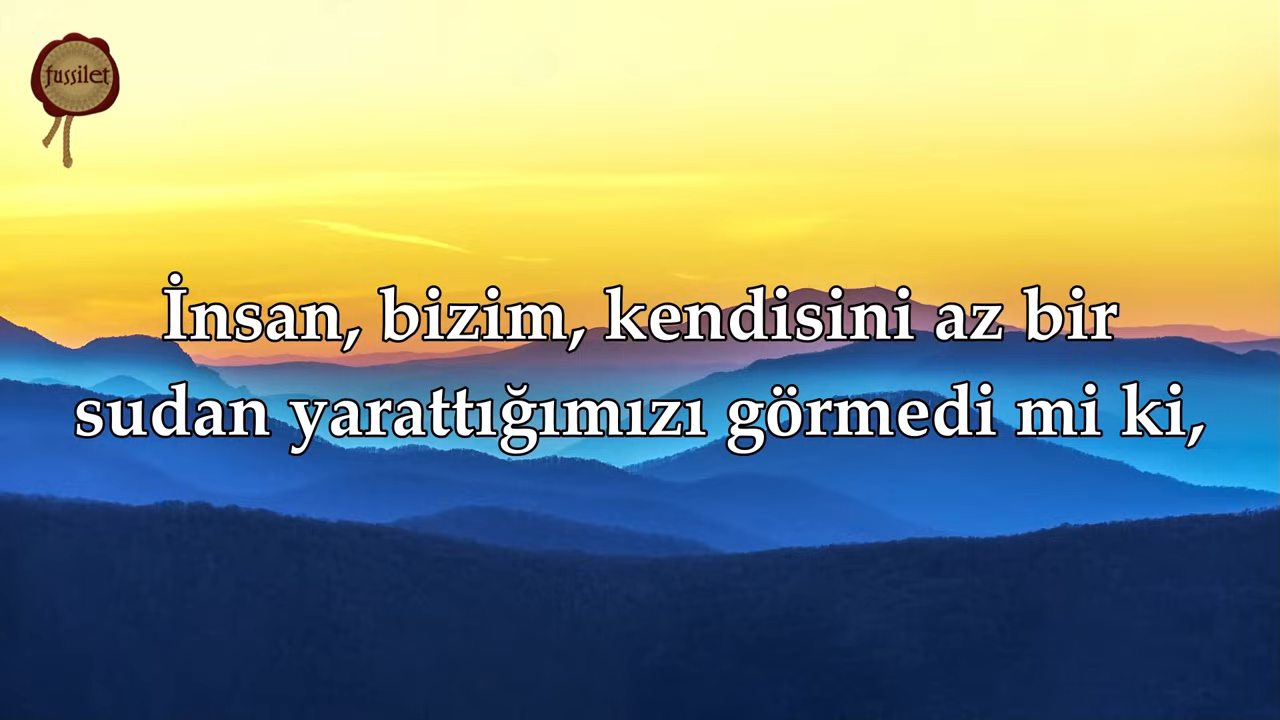 fussilet
İnsan, bizim, kendisini az bir
sudan yarattığımızı görmedi mi ki,